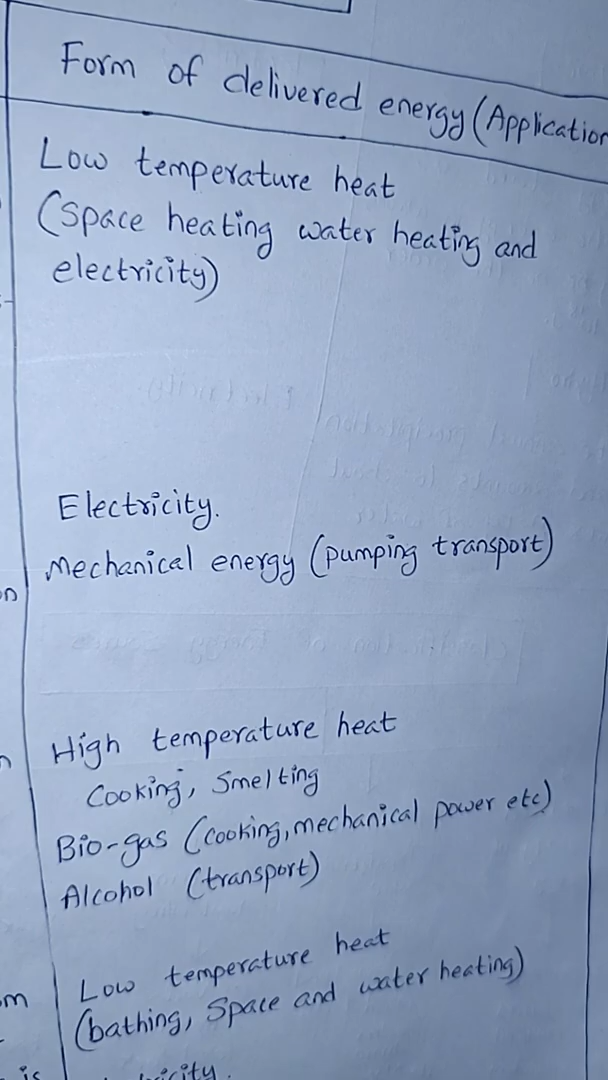 Form of delivered energy (Application
Low temperature heat
(Space heating water heating and
electricity)
Electricity.
Mechanical energy (pumping transport)
High temperature heat
Cooking, Smelting
Bio-gas (cooking, mechanical power etc)
Alcohol (transport)
Low temperature heat
(bathing, Space and water heating)